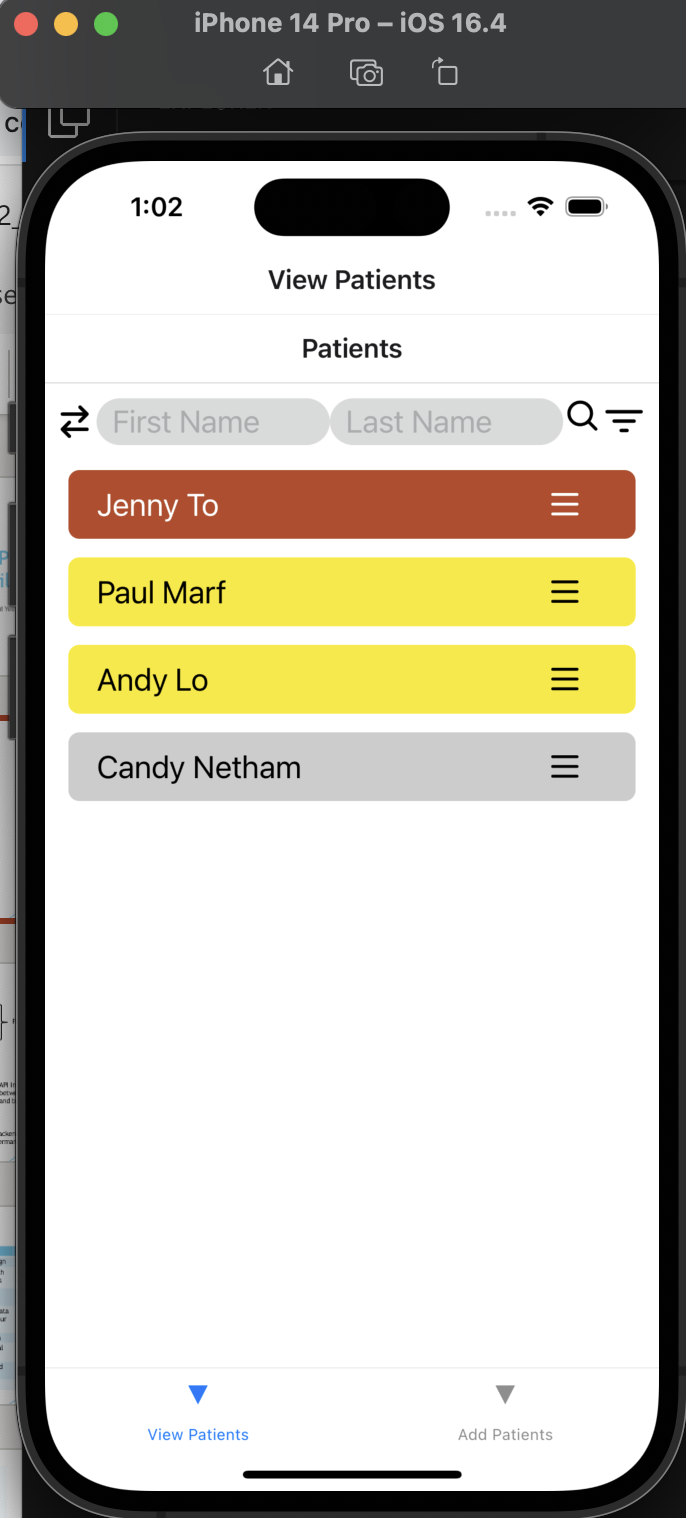 iPhone 14 Pro – iOS 16.4
1:02
View Patients
Patients
First Name Last Name
Jenny To
Paul Marf
Andy Lo
Candy Netham
View Patients Add Patients